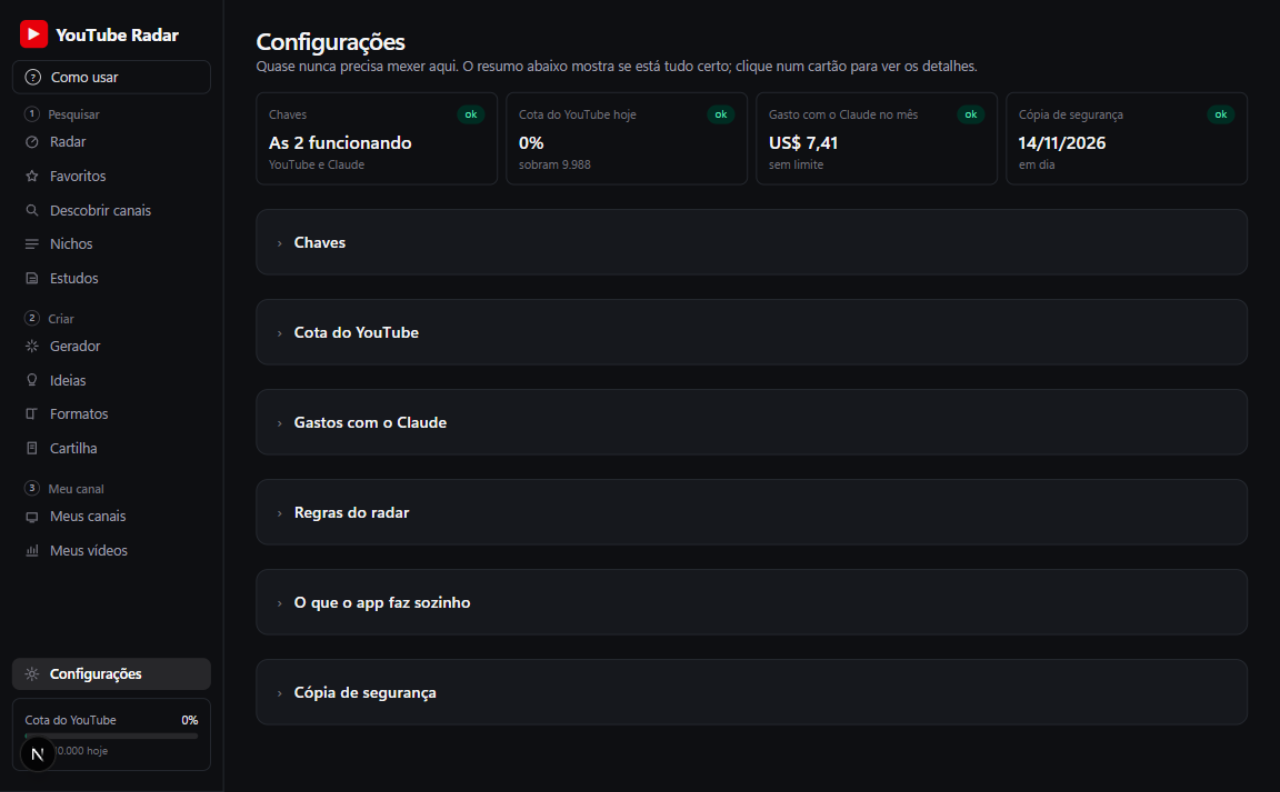 YouTube Radar
? Como usar
1 Pesquisar
Radar
Favoritos
Descobrir canais
Nichos
Estudos
2 Criar
Gerador
Ideias
Formatos
Cartilha
3 Meu canal
Meus canais
Meus vídeos
Configurações
Cota do YouTube 0%
0.000 hoje
N
Configurações
Quase nunca precisa mexer aqui. O resumo abaixo mostra se está tudo certo; clique num cartão para ver os detalhes.
Chaves ok
As 2 funcionando
YouTube e Claude
Cota do YouTube hoje ok
0%
sobram 9.988
Gasto com o Claude no mês ok
US$ 7,41
sem limite
Cópia de segurança ok
14/11/2026
em dia
› Chaves
› Cota do YouTube
› Gastos com o Claude
› Regras do radar
› O que o app faz sozinho
› Cópia de segurança